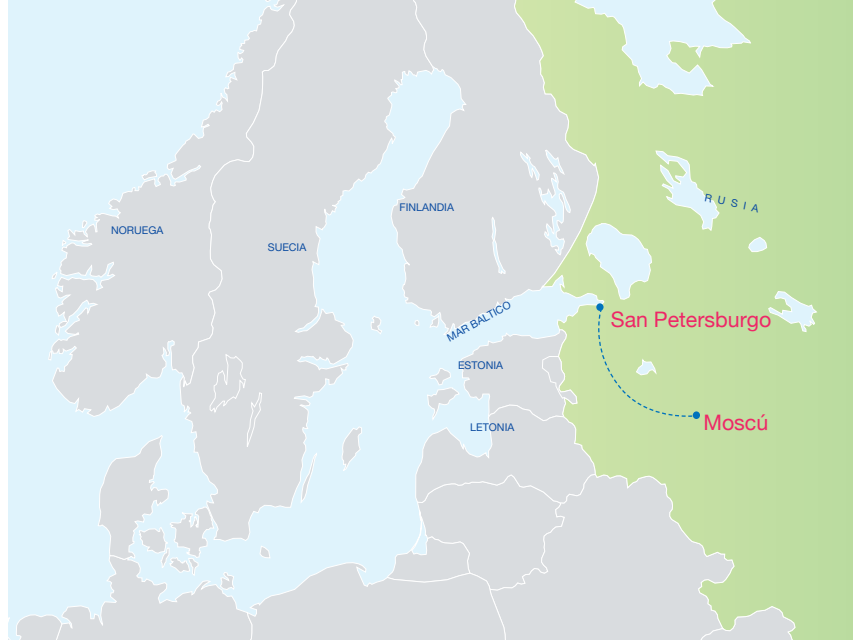 RUSIA
FINLANDIA
NORUEGA
SUECIA
MAR BALTICO
San Petersburgo
ESTONIA
Moscú
LETONIA